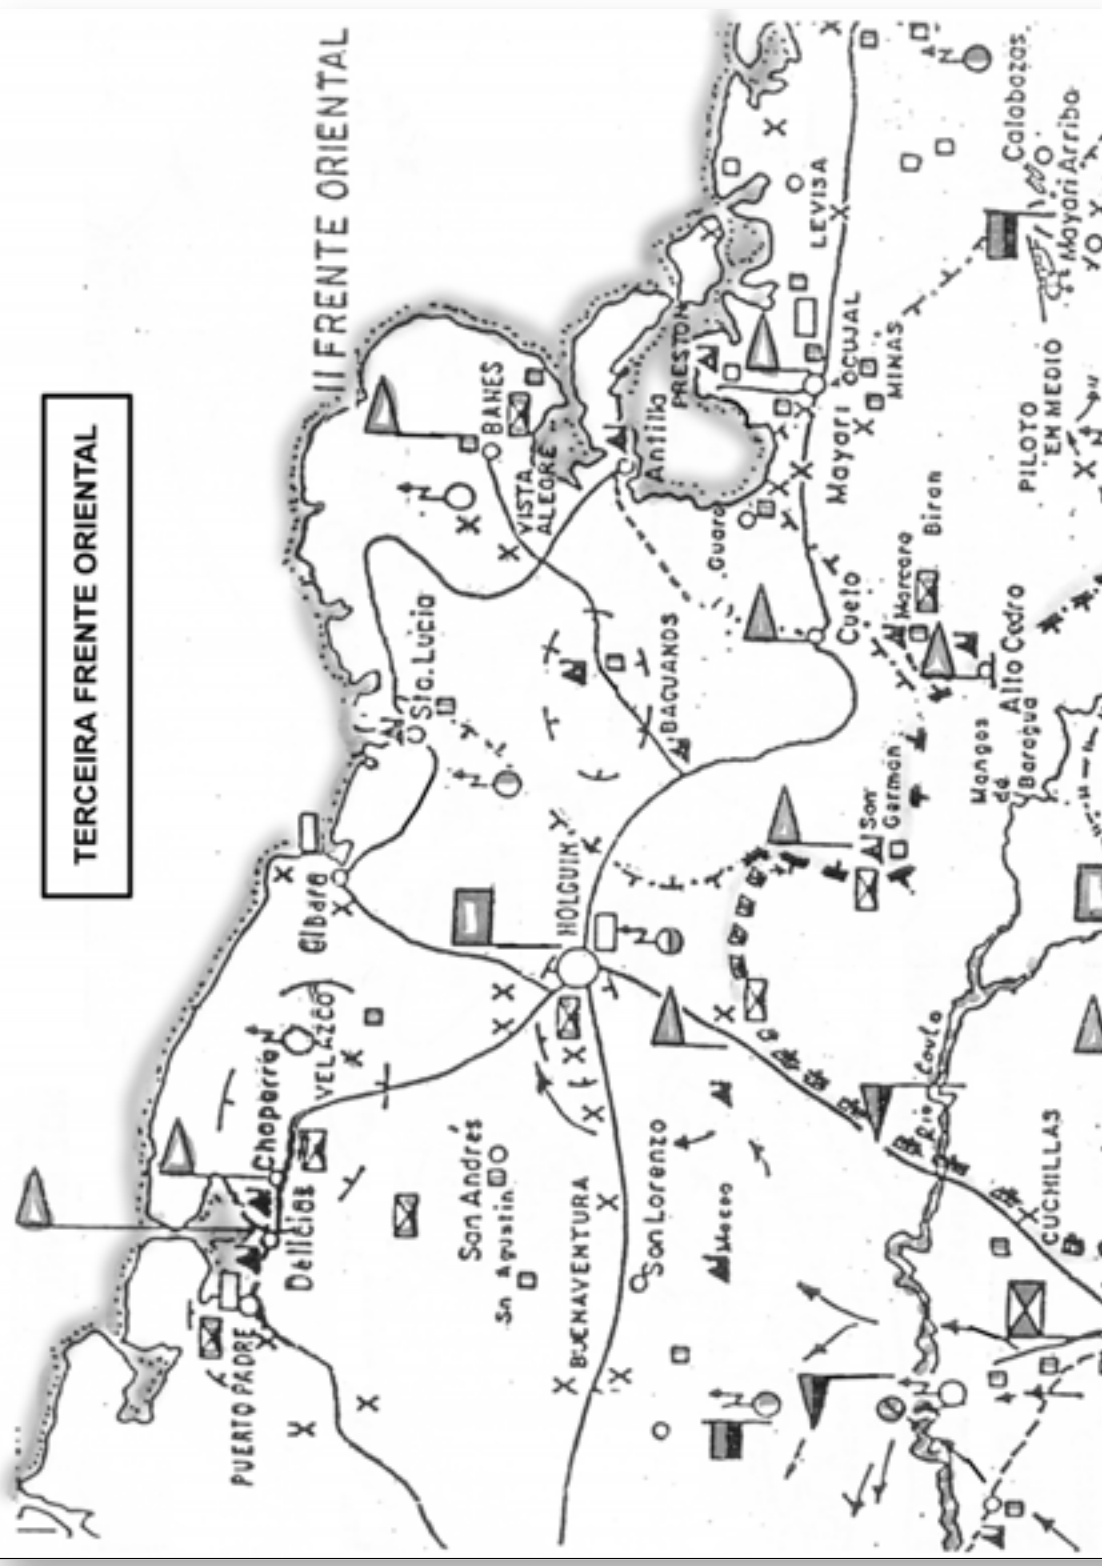 TERCEIRA FRENTE ORIENTAL
II FRENTE ORIENTAL
PUERTO PADRE
Delicias
Chaparra
VELAZCO
Gibara
Sta. Lucia
BANES
VISTA
ALEGRE
Antilla
PRESTON
LEVISA
Calabazas
Mayari Arriba
OCUJAL
MINAS
Mayari
PILOTO
EN MEDIO
Biran
Marcane
Cueto
Alto Cedro
BAGUANOS
Mangos
de
Baragua
San
German
HOLGUIN
San Andrés
Sn Agustin
BUENAVENTURA
San Lorenzo
Maceo
Rio Cauto
CUCHILLAS